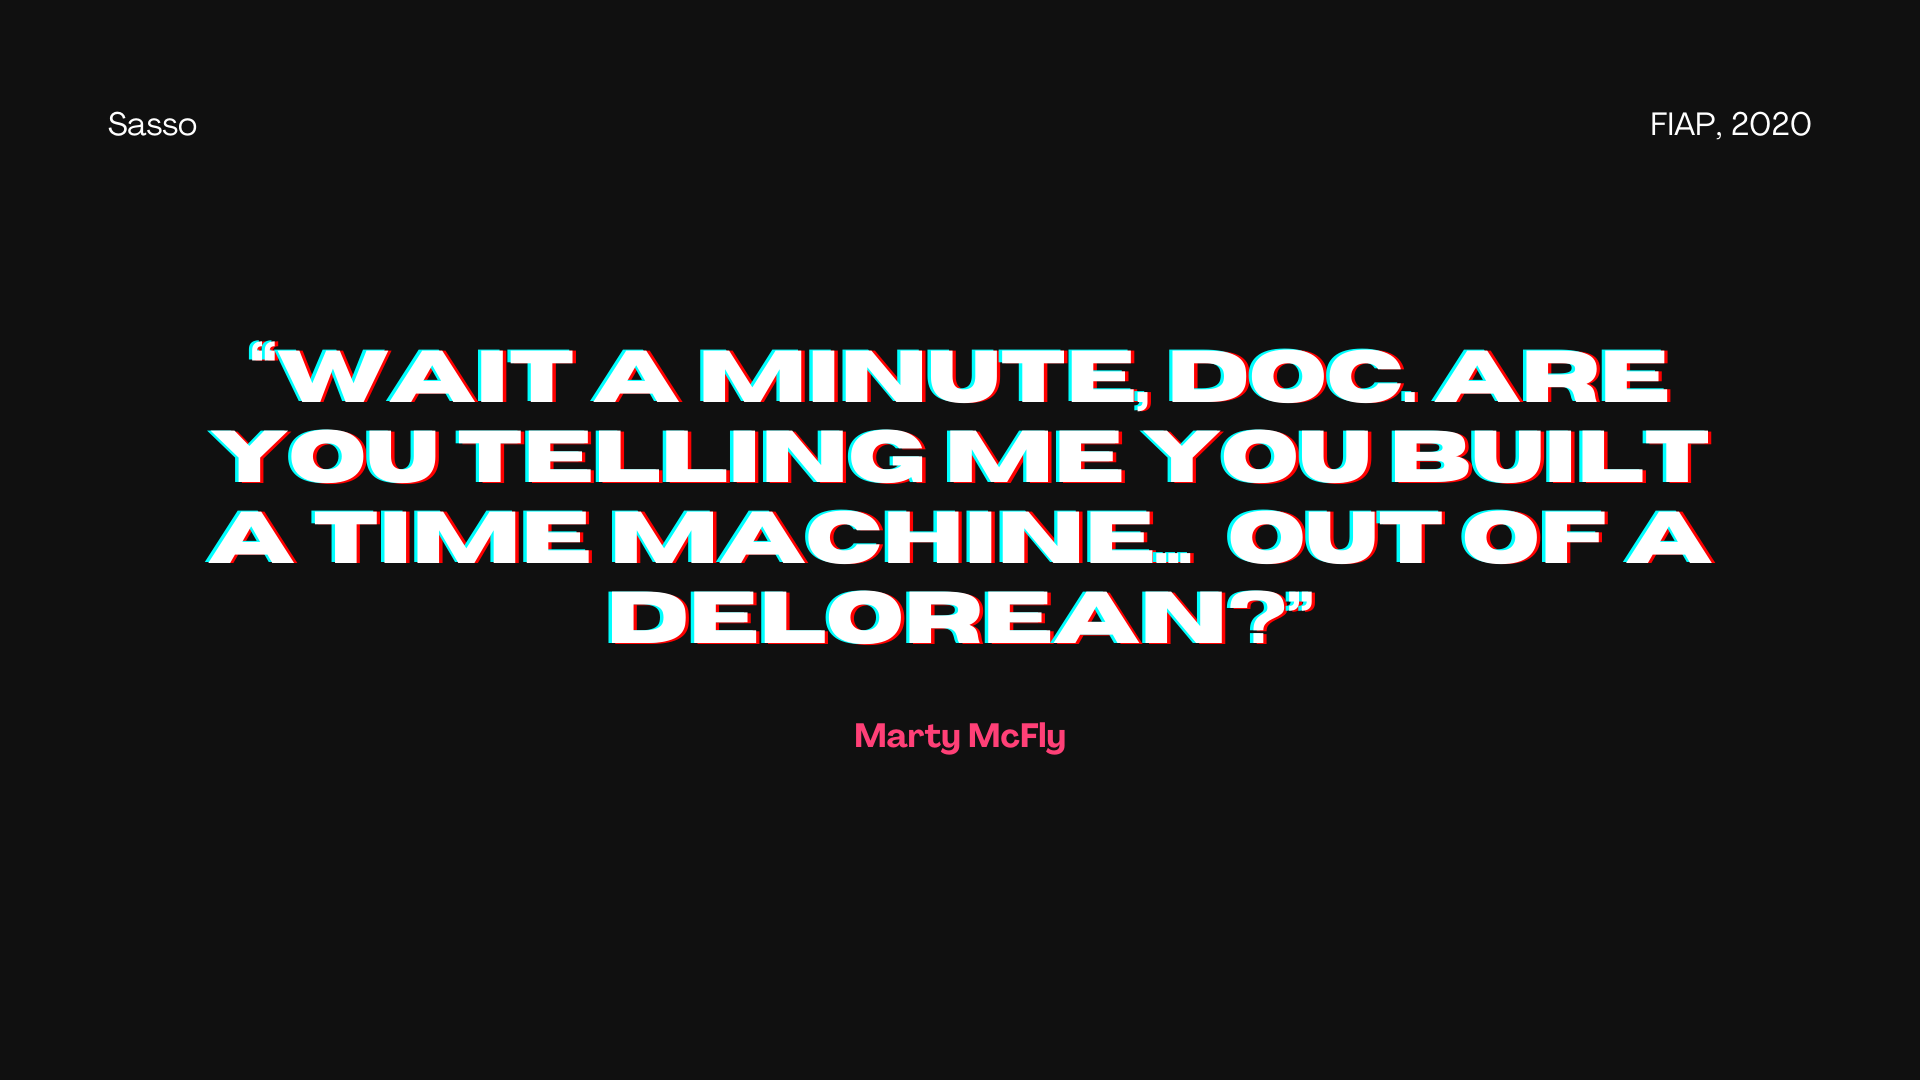 Sasso
FIAP, 2020
“WAIT A MINUTE, DOC. ARE
YOU TELLING ME YOU BUILT
A TIME MACHINE... OUT OF A
DELOREAN?”
Marty McFly